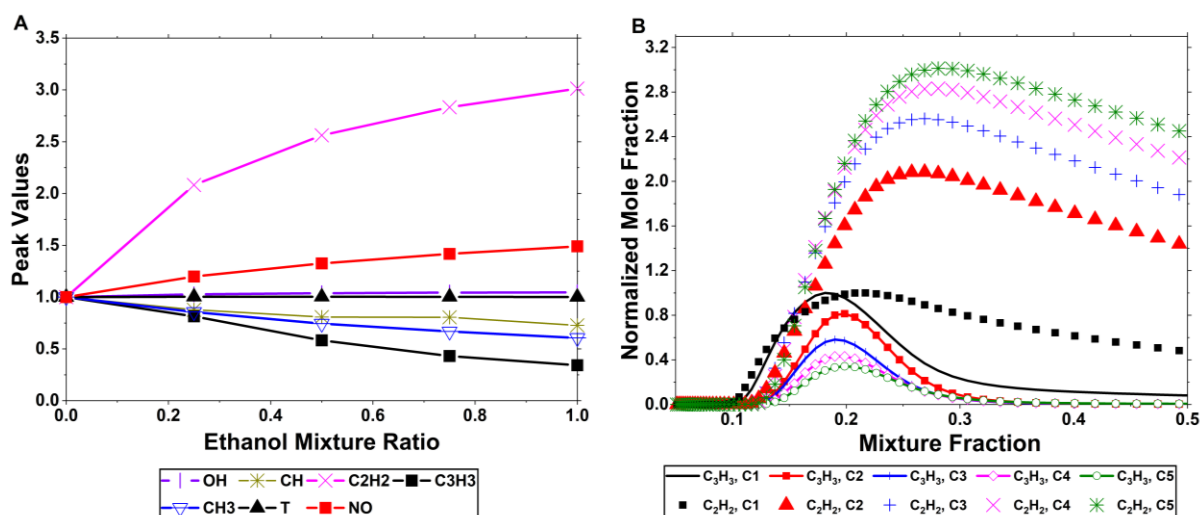 A
Peak Values
3.5
3.0
2.5
2.0
1.5
1.0
0.5
0.0
0.0 0.2 0.4 0.6 0.8 1.0
Ethanol Mixture Ratio
OH CH C2H2 C3H3
CH3 T NO
B
Normalized Mole Fraction
3.2
2.8
2.4
2.0
1.6
1.2
0.8
0.4
0.0
0.1 0.2 0.3 0.4 0.5
Mixture Fraction
C₃H₃, C1 C₃H₃, C2 C₃H₃, C3 C₃H₃, C4 C₃H₃, C5
C₂H₂, C1 C₂H₂, C2 C₂H₂, C3 C₂H₂, C4 C₂H₂, C5